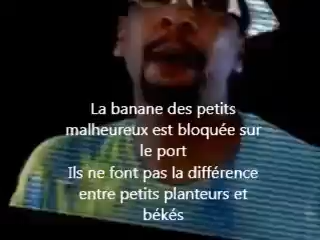 La banane des petits
malheureux est bloquée sur
le port
Ils ne font pas la différence
entre petits planteurs et
békés